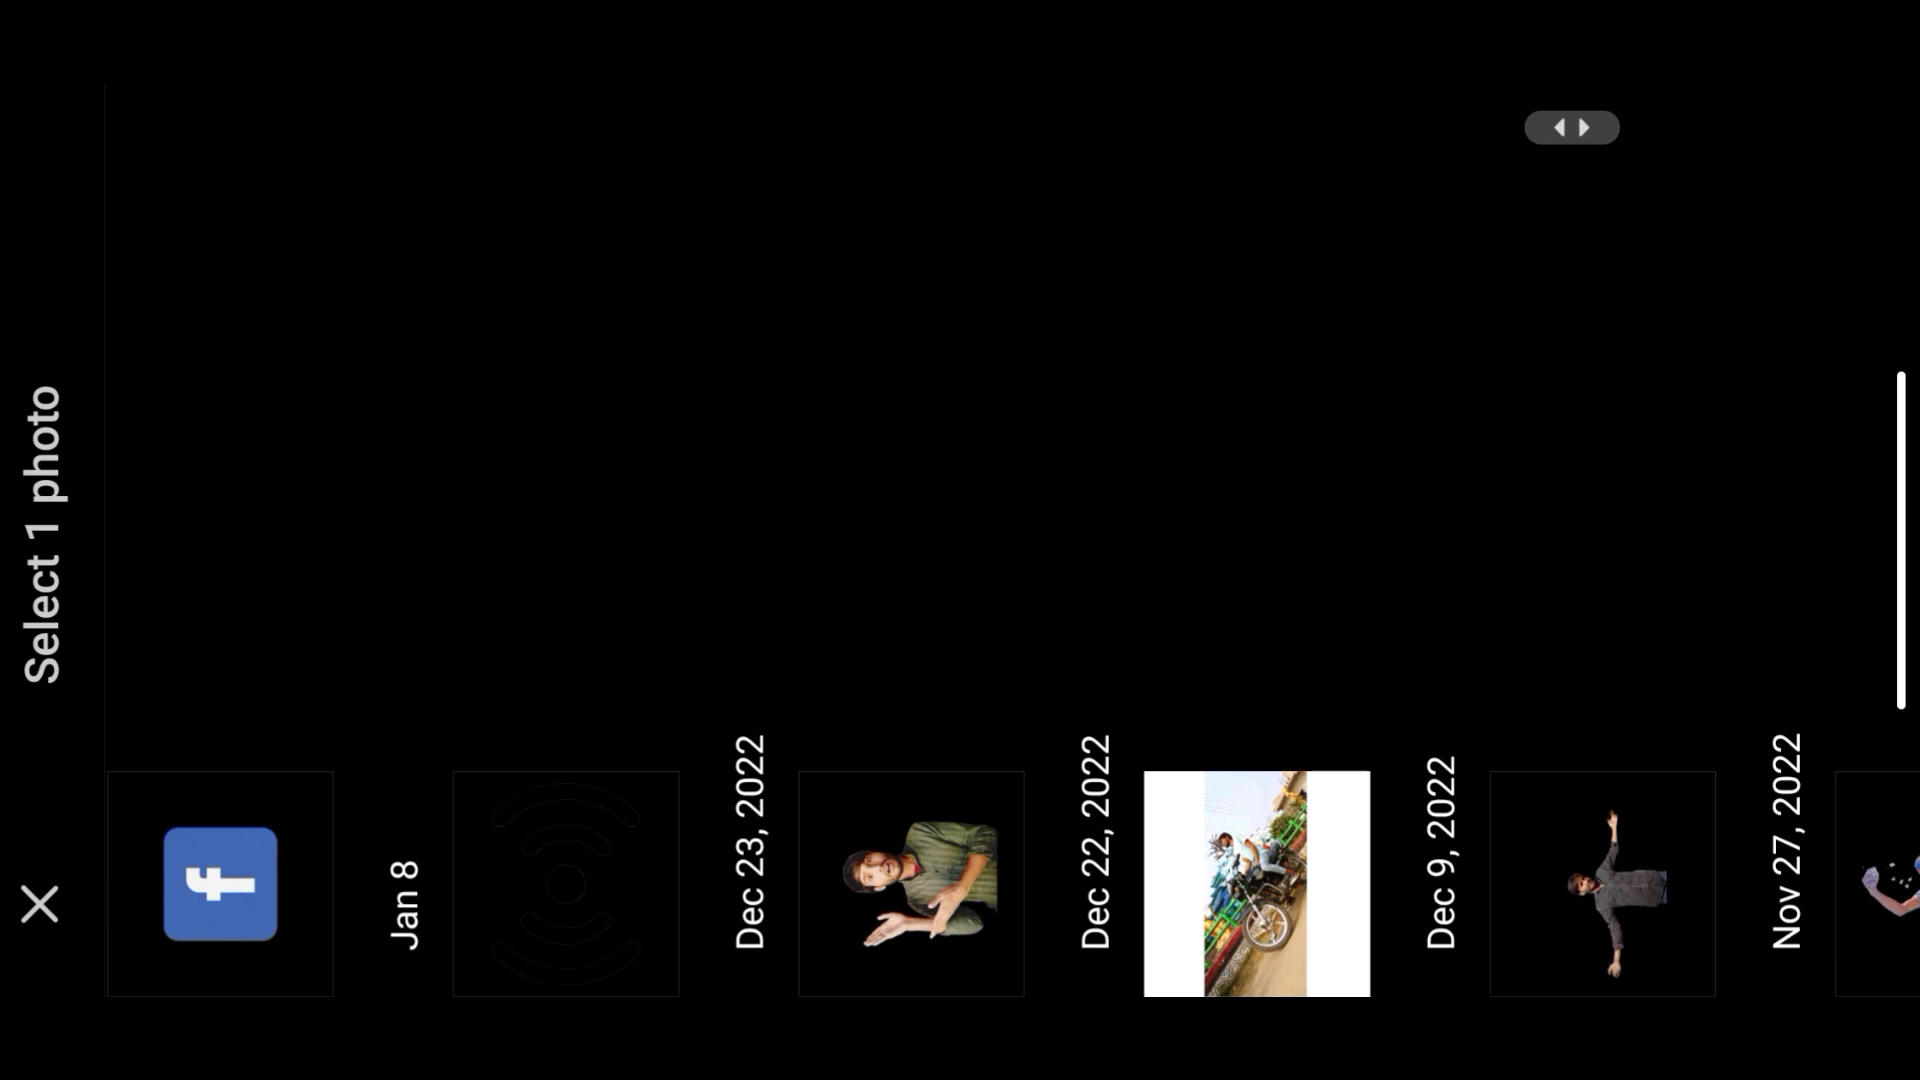 Select 1 photo
f
Jan 8
Dec 23, 2022
Dec 22, 2022
Dec 9, 2022
Nov 27, 2022